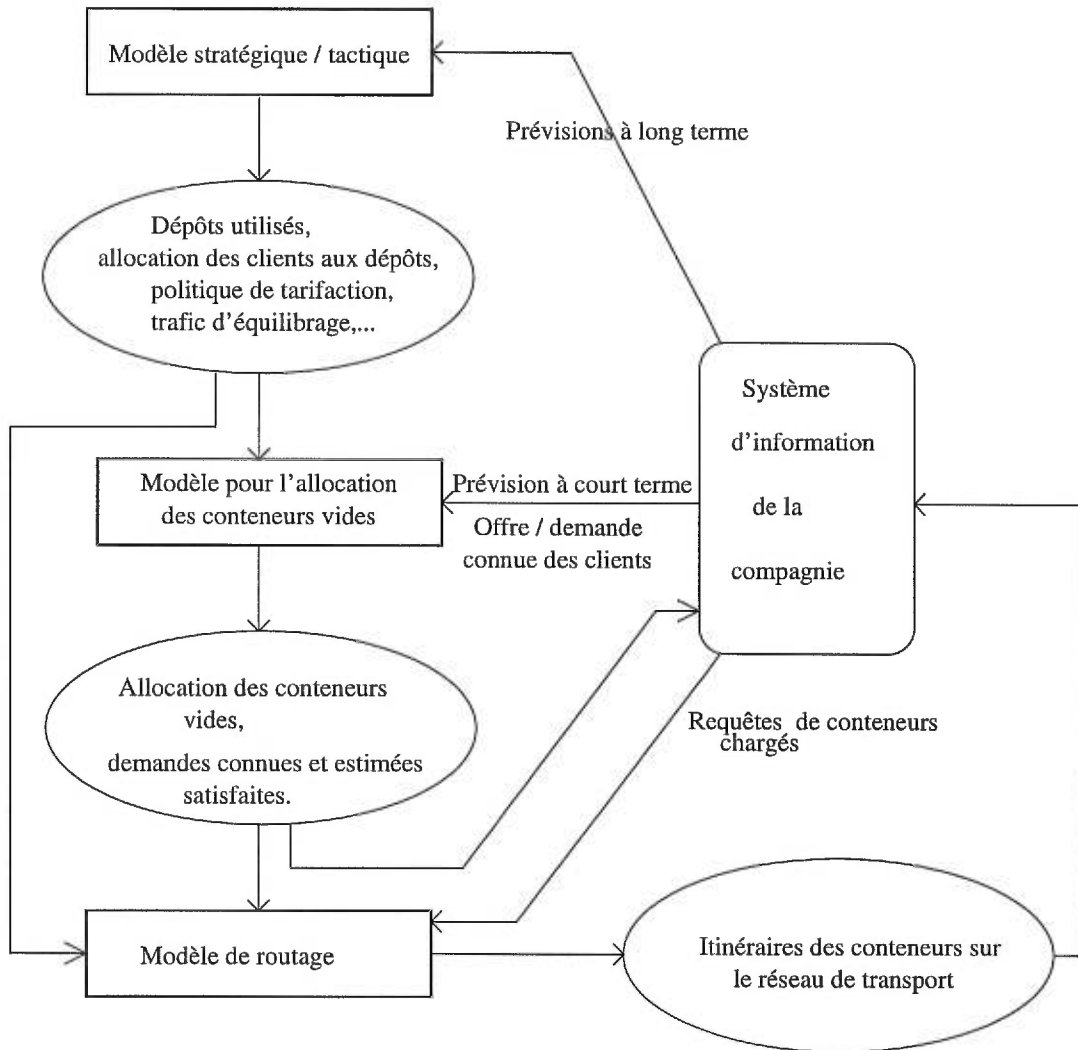 Modèle stratégique / tactique
Prévisions à long terme
Dépôts utilisés,
allocation des clients aux dépôts,
politique de tarifaction,
trafic d'équilibrage,...
Système
d'information
de la
compagnie
Modèle pour l'allocation
des conteneurs vides
Prévision à court terme
Offre / demande
connue des clients
Allocation des conteneurs
vides,
demandes connues et estimées
satisfaites.
Requêtes de conteneurs
chargés
Modèle de routage
Itinéraires des conteneurs sur
le réseau de transport